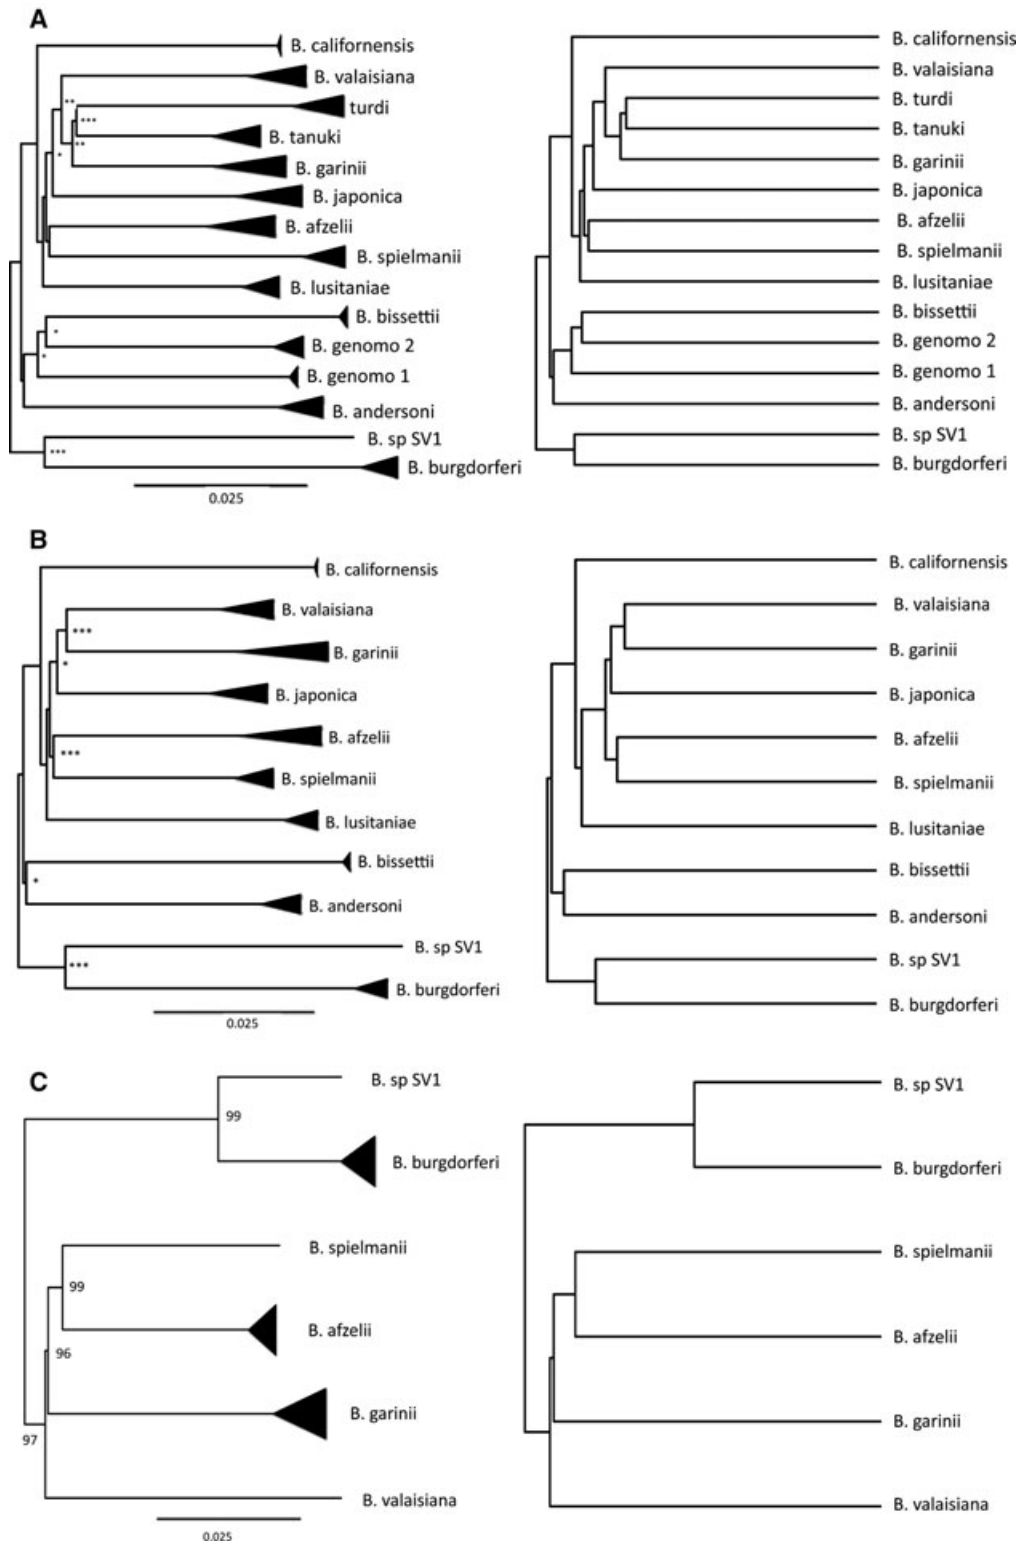 A
B. californensis
B. valaisiana
turdi
B. tanuki
B. garinii
B. japonica
B. afzelii
B. spielmanii
B. lusitaniae
B. bissettii
B. genomo 2
B. genomo 1
B. andersoni
B. sp SV1
B. burgdorferi
**
***
**
*
*
*
***
0.025
B. californensis
B. valaisiana
B. turdi
B. tanuki
B. garinii
B. japonica
B. afzelii
B. spielmanii
B. lusitaniae
B. bissettii
B. genomo 2
B. genomo 1
B. andersoni
B. sp SV1
B. burgdorferi
B
B. californensis
B. valaisiana
***
B. garinii
*
B. japonica
B. afzelii
***
B. spielmanii
B. lusitaniae
B. bissettii
*
B. andersoni
B. sp SV1
***
B. burgdorferi
0.025
B. californensis
B. valaisiana
B. garinii
B. japonica
B. afzelii
B. spielmanii
B. lusitaniae
B. bissettii
B. andersoni
B. sp SV1
B. burgdorferi
C
B. sp SV1
99
B. burgdorferi
B. spielmanii
99
B. afzelii
96
B. garinii
97
B. valaisiana
0.025
B. sp SV1
B. burgdorferi
B. spielmanii
B. afzelii
B. garinii
B. valaisiana